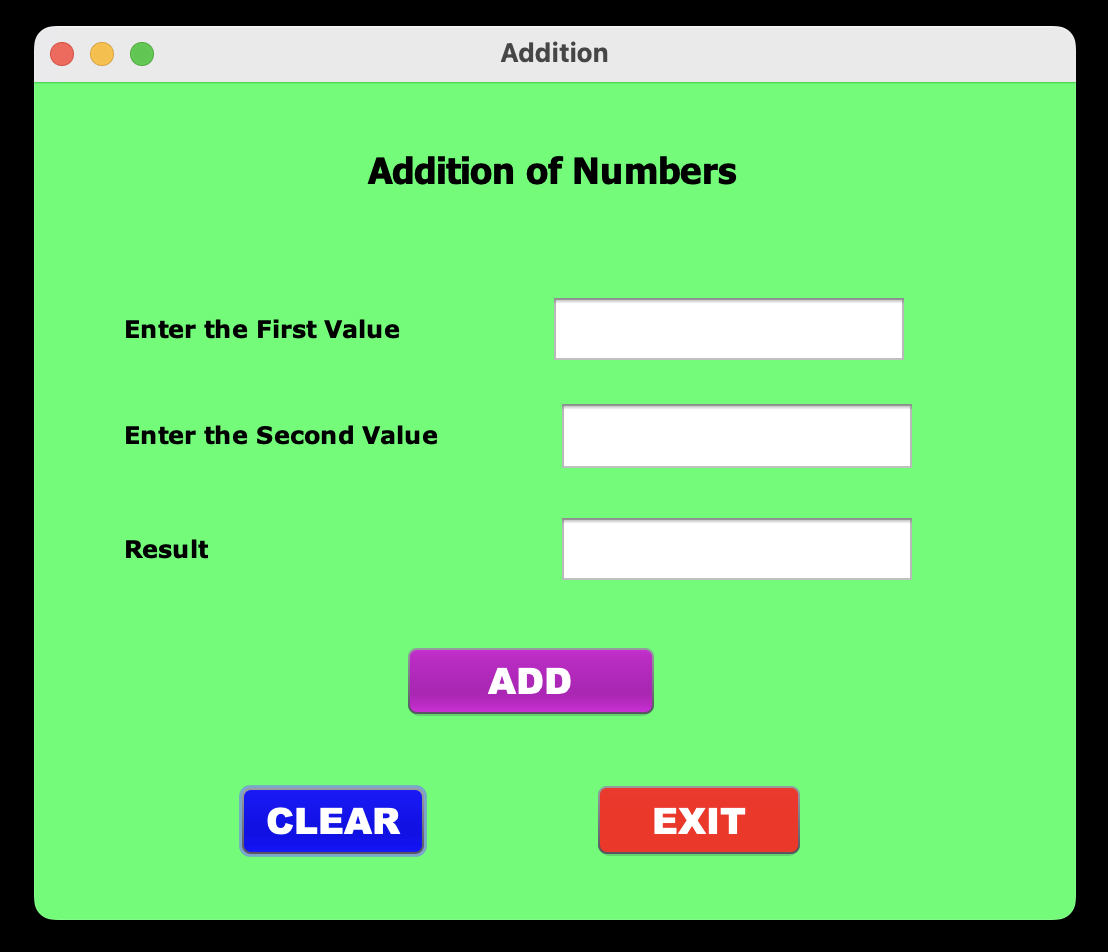 Addition
Addition of Numbers
Enter the First Value
Enter the Second Value
Result
ADD
CLEAR
EXIT